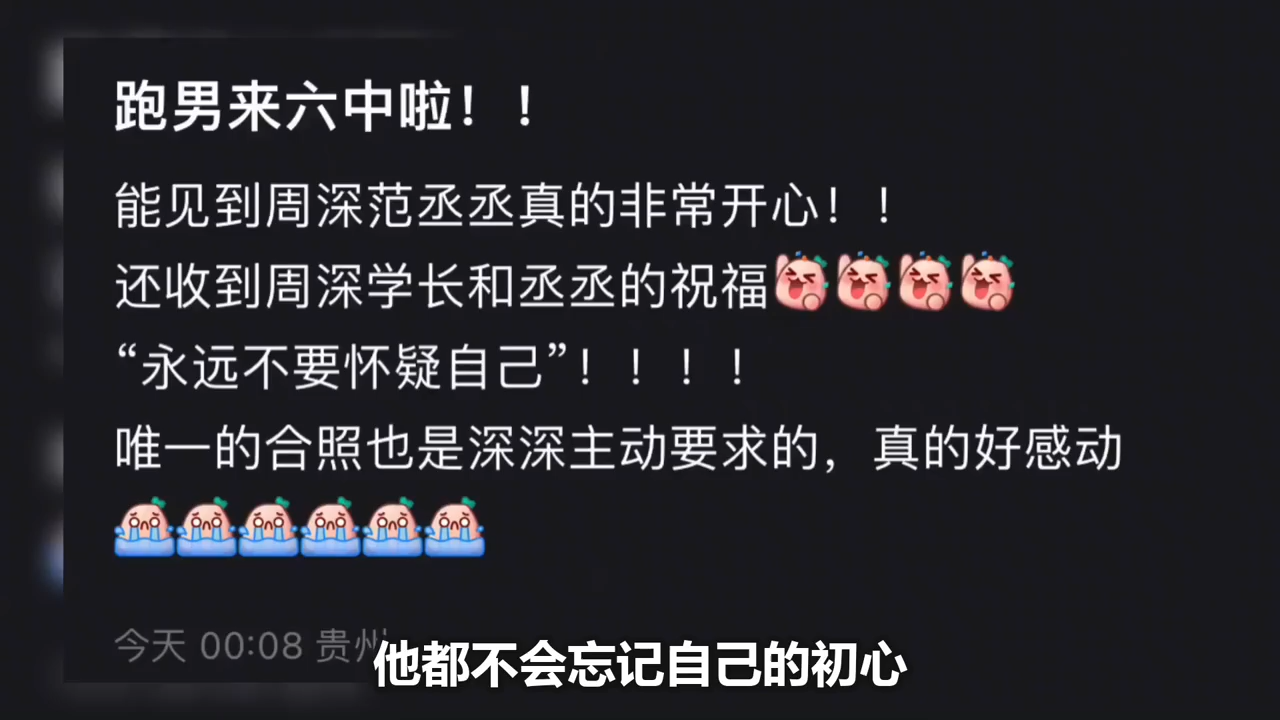 跑男来六中啦！！
能见到周深范丞丞真的非常开心！！
还收到周深学长和丞丞的祝福
“永远不要怀疑自己”！！！！
唯一的合照也是深深主动要求的，真的好感动
今天 00:08 贵州
他都不会忘记自己的初心